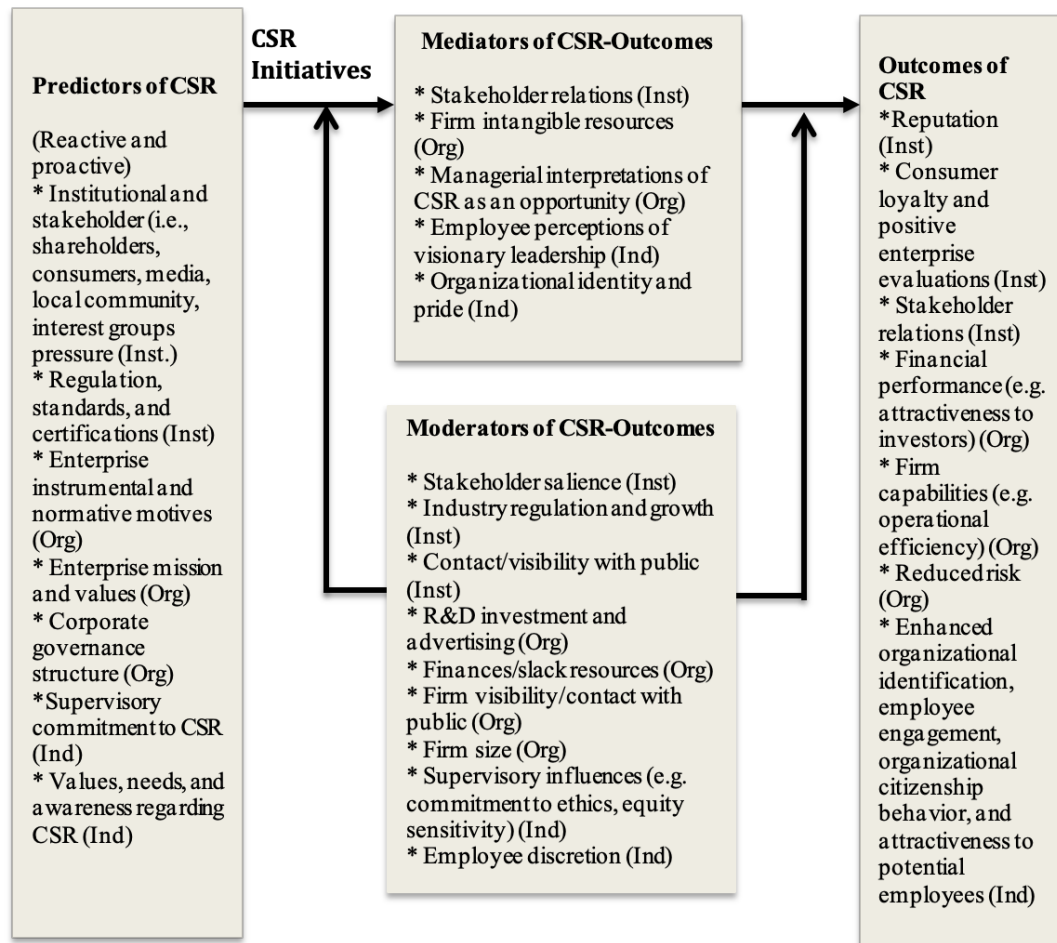 Predictors of CSR
(Reactive and
proactive)
* Institutional and
stakeholder (i.e.,
shareholders,
consumers, media,
local community,
interest groups
pressure (Inst.)
* Regulation,
standards, and
certifications (Inst)
* Enterprise
instrumental and
normative motives
(Org)
* Enterprise mission
and values (Org)
* Corporate
governance
structure (Org)
*Supervisory
commitment to CSR
(Ind)
* Values, needs, and
awareness regarding
CSR (Ind)
CSR
Initiatives
Mediators of CSR-Outcomes
* Stakeholder relations (Inst)
* Firm intangible resources
(Org)
* Managerial interpretations of
CSR as an opportunity (Org)
* Employee perceptions of
visionary leadership (Ind)
* Organizational identity and
pride (Ind)
Moderators of CSR-Outcomes
* Stakeholder salience (Inst)
* Industry regulation and growth
(Inst)
* Contact/visibility with public
(Inst)
* R&D investment and
advertising (Org)
* Finances/slack resources (Org)
* Firm visibility/contact with
public (Org)
* Firm size (Org)
* Supervisory influences (e.g.
commitment to ethics, equity
sensitivity) (Ind)
* Employee discretion (Ind)
Outcomes of
CSR
*Reputation
(Inst)
* Consumer
loyalty and
positive
enterprise
evaluations (Inst)
* Stakeholder
relations (Inst)
* Financial
performance (e.g.
attractiveness to
investors) (Org)
* Firm
capabilities (e.g.
operational
efficiency) (Org)
* Reduced risk
(Org)
* Enhanced
organizational
identification,
employee
engagement,
organizational
citizenship
behavior, and
attractiveness to
potential
employees (Ind)